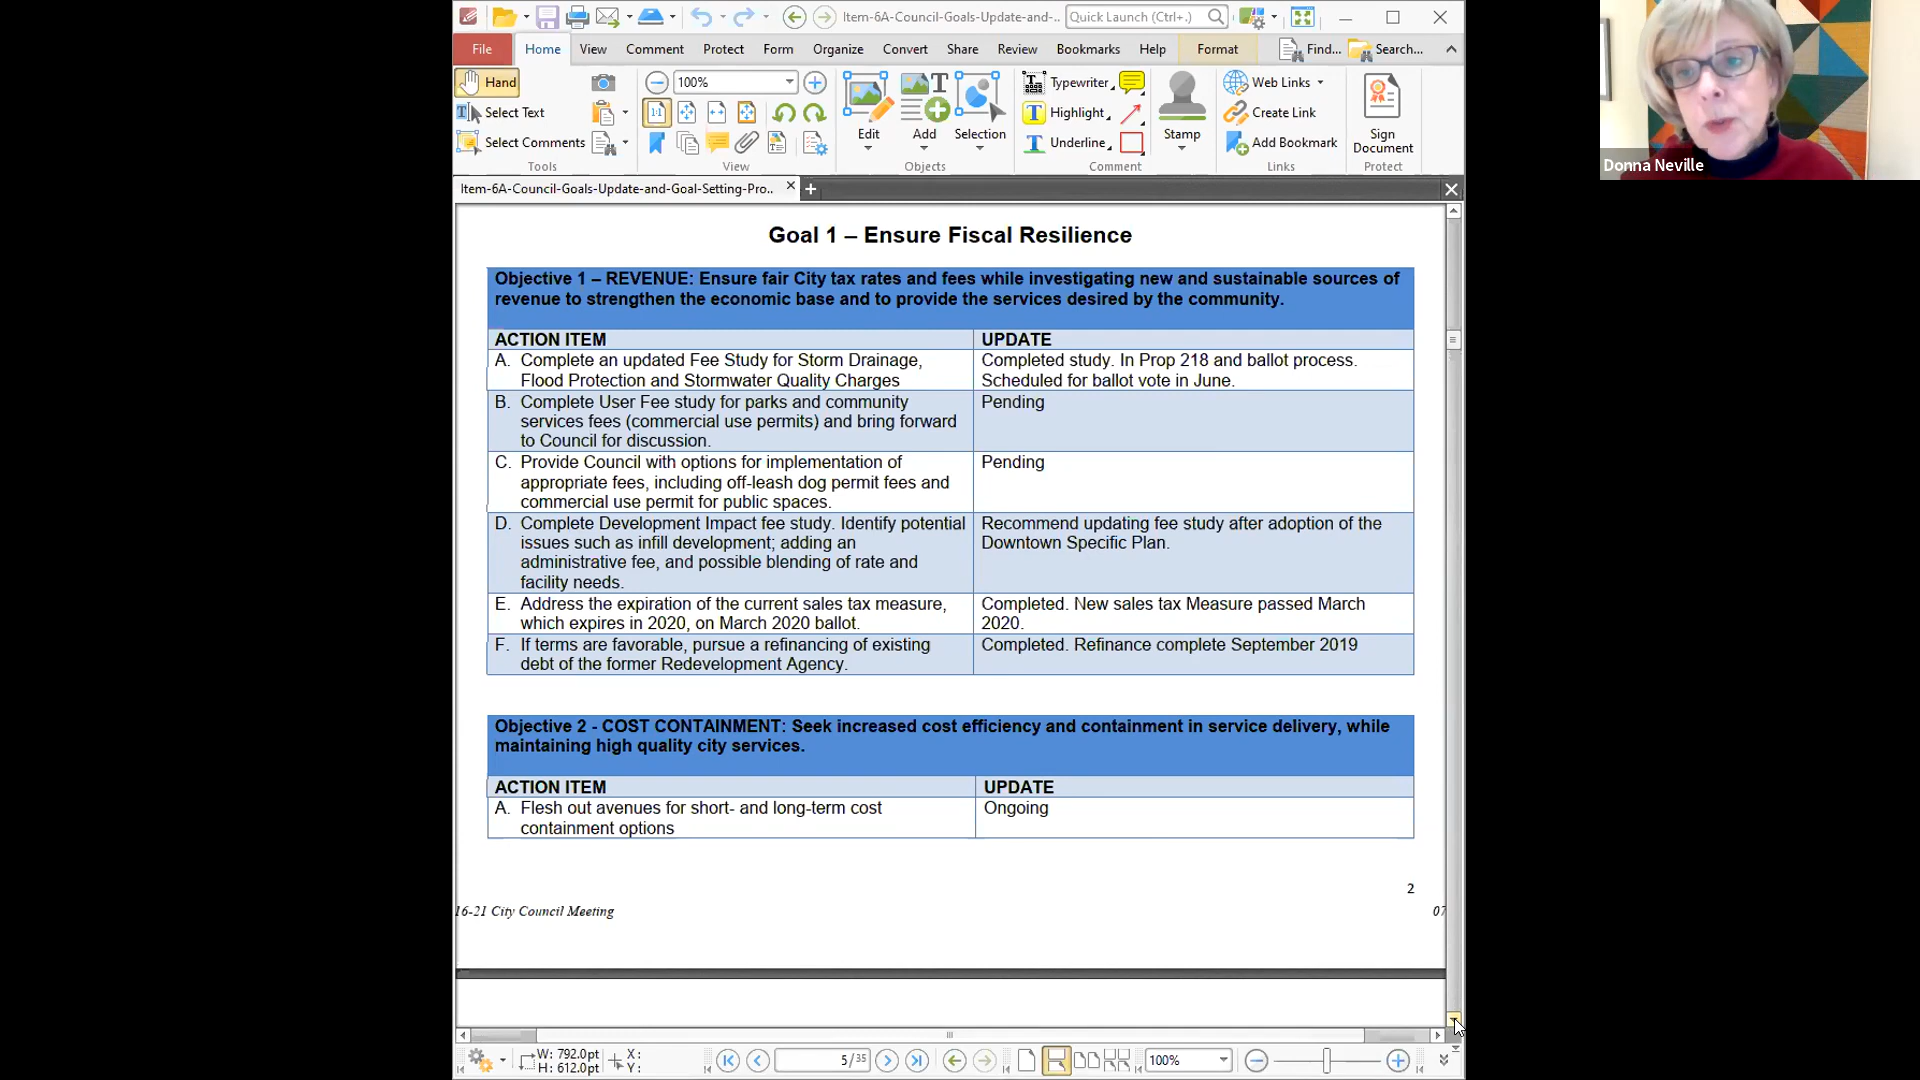 Item-6A-Council-Goals-Update-and-...
Quick Launch (Ctrl+.)
File Home View Comment Protect Form Organize Convert Share Review Bookmarks Help Format Find... Search...
Hand
Select Text
Select Comments
Tools
100%
View
Edit
Add
Selection
Objects
Typewriter
Highlight
Underline
Comment
Stamp
Web Links
Create Link
Add Bookmark
Links
Sign
Document
Protect
Item-6A-Council-Goals-Update-and-Goal-Setting-Pro..
Donna Neville
Goal 1 – Ensure Fiscal Resilience
Objective 1 – REVENUE: Ensure fair City tax rates and fees while investigating new and sustainable sources of
revenue to strengthen the economic base and to provide the services desired by the community.
ACTION ITEM UPDATE
A. Complete an updated Fee Study for Storm Drainage,
Flood Protection and Stormwater Quality Charges
Completed study. In Prop 218 and ballot process.
Scheduled for ballot vote in June.
B. Complete User Fee study for parks and community
services fees (commercial use permits) and bring forward
to Council for discussion.
Pending
C. Provide Council with options for implementation of
appropriate fees, including off-leash dog permit fees and
commercial use permit for public spaces.
Pending
D. Complete Development Impact fee study. Identify potential
issues such as infill development; adding an
administrative fee, and possible blending of rate and
facility needs.
Recommend updating fee study after adoption of the
Downtown Specific Plan.
E. Address the expiration of the current sales tax measure,
which expires in 2020, on March 2020 ballot.
Completed. New sales tax Measure passed March
2020.
F. If terms are favorable, pursue a refinancing of existing
debt of the former Redevelopment Agency.
Completed. Refinance complete September 2019
Objective 2 - COST CONTAINMENT: Seek increased cost efficiency and containment in service delivery, while
maintaining high quality city services.
ACTION ITEM UPDATE
A. Flesh out avenues for short- and long-term cost
containment options
Ongoing
2
16-21 City Council Meeting
07
W: 792.0pt
H: 612.0pt
X:
Y:
5 / 35
100%